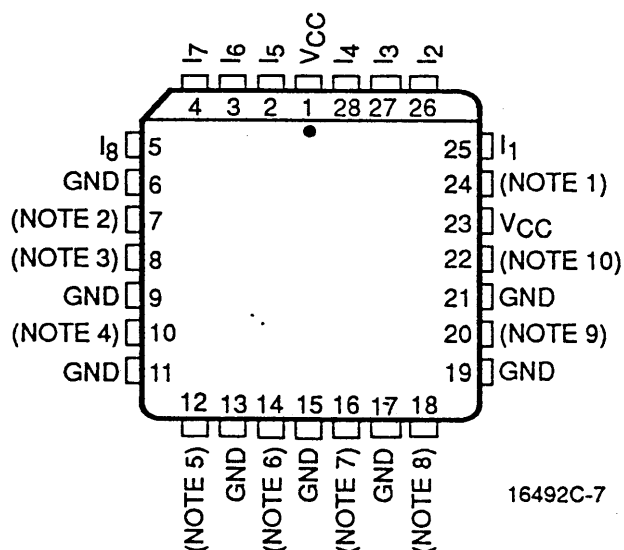 I7 I6 I5 VCC I4 I3 I2
4 3 2 1 28 27 26
I8 5 25 I1
GND 6 24 (NOTE 1)
(NOTE 2) 7 23 VCC
(NOTE 3) 8 22 (NOTE 10)
GND 9 21 GND
(NOTE 4) 10 20 (NOTE 9)
GND 11 19 GND
12 13 14 15 16 17 18
(NOTE 5) GND (NOTE 6) GND (NOTE 7) GND (NOTE 8)
16492C-7